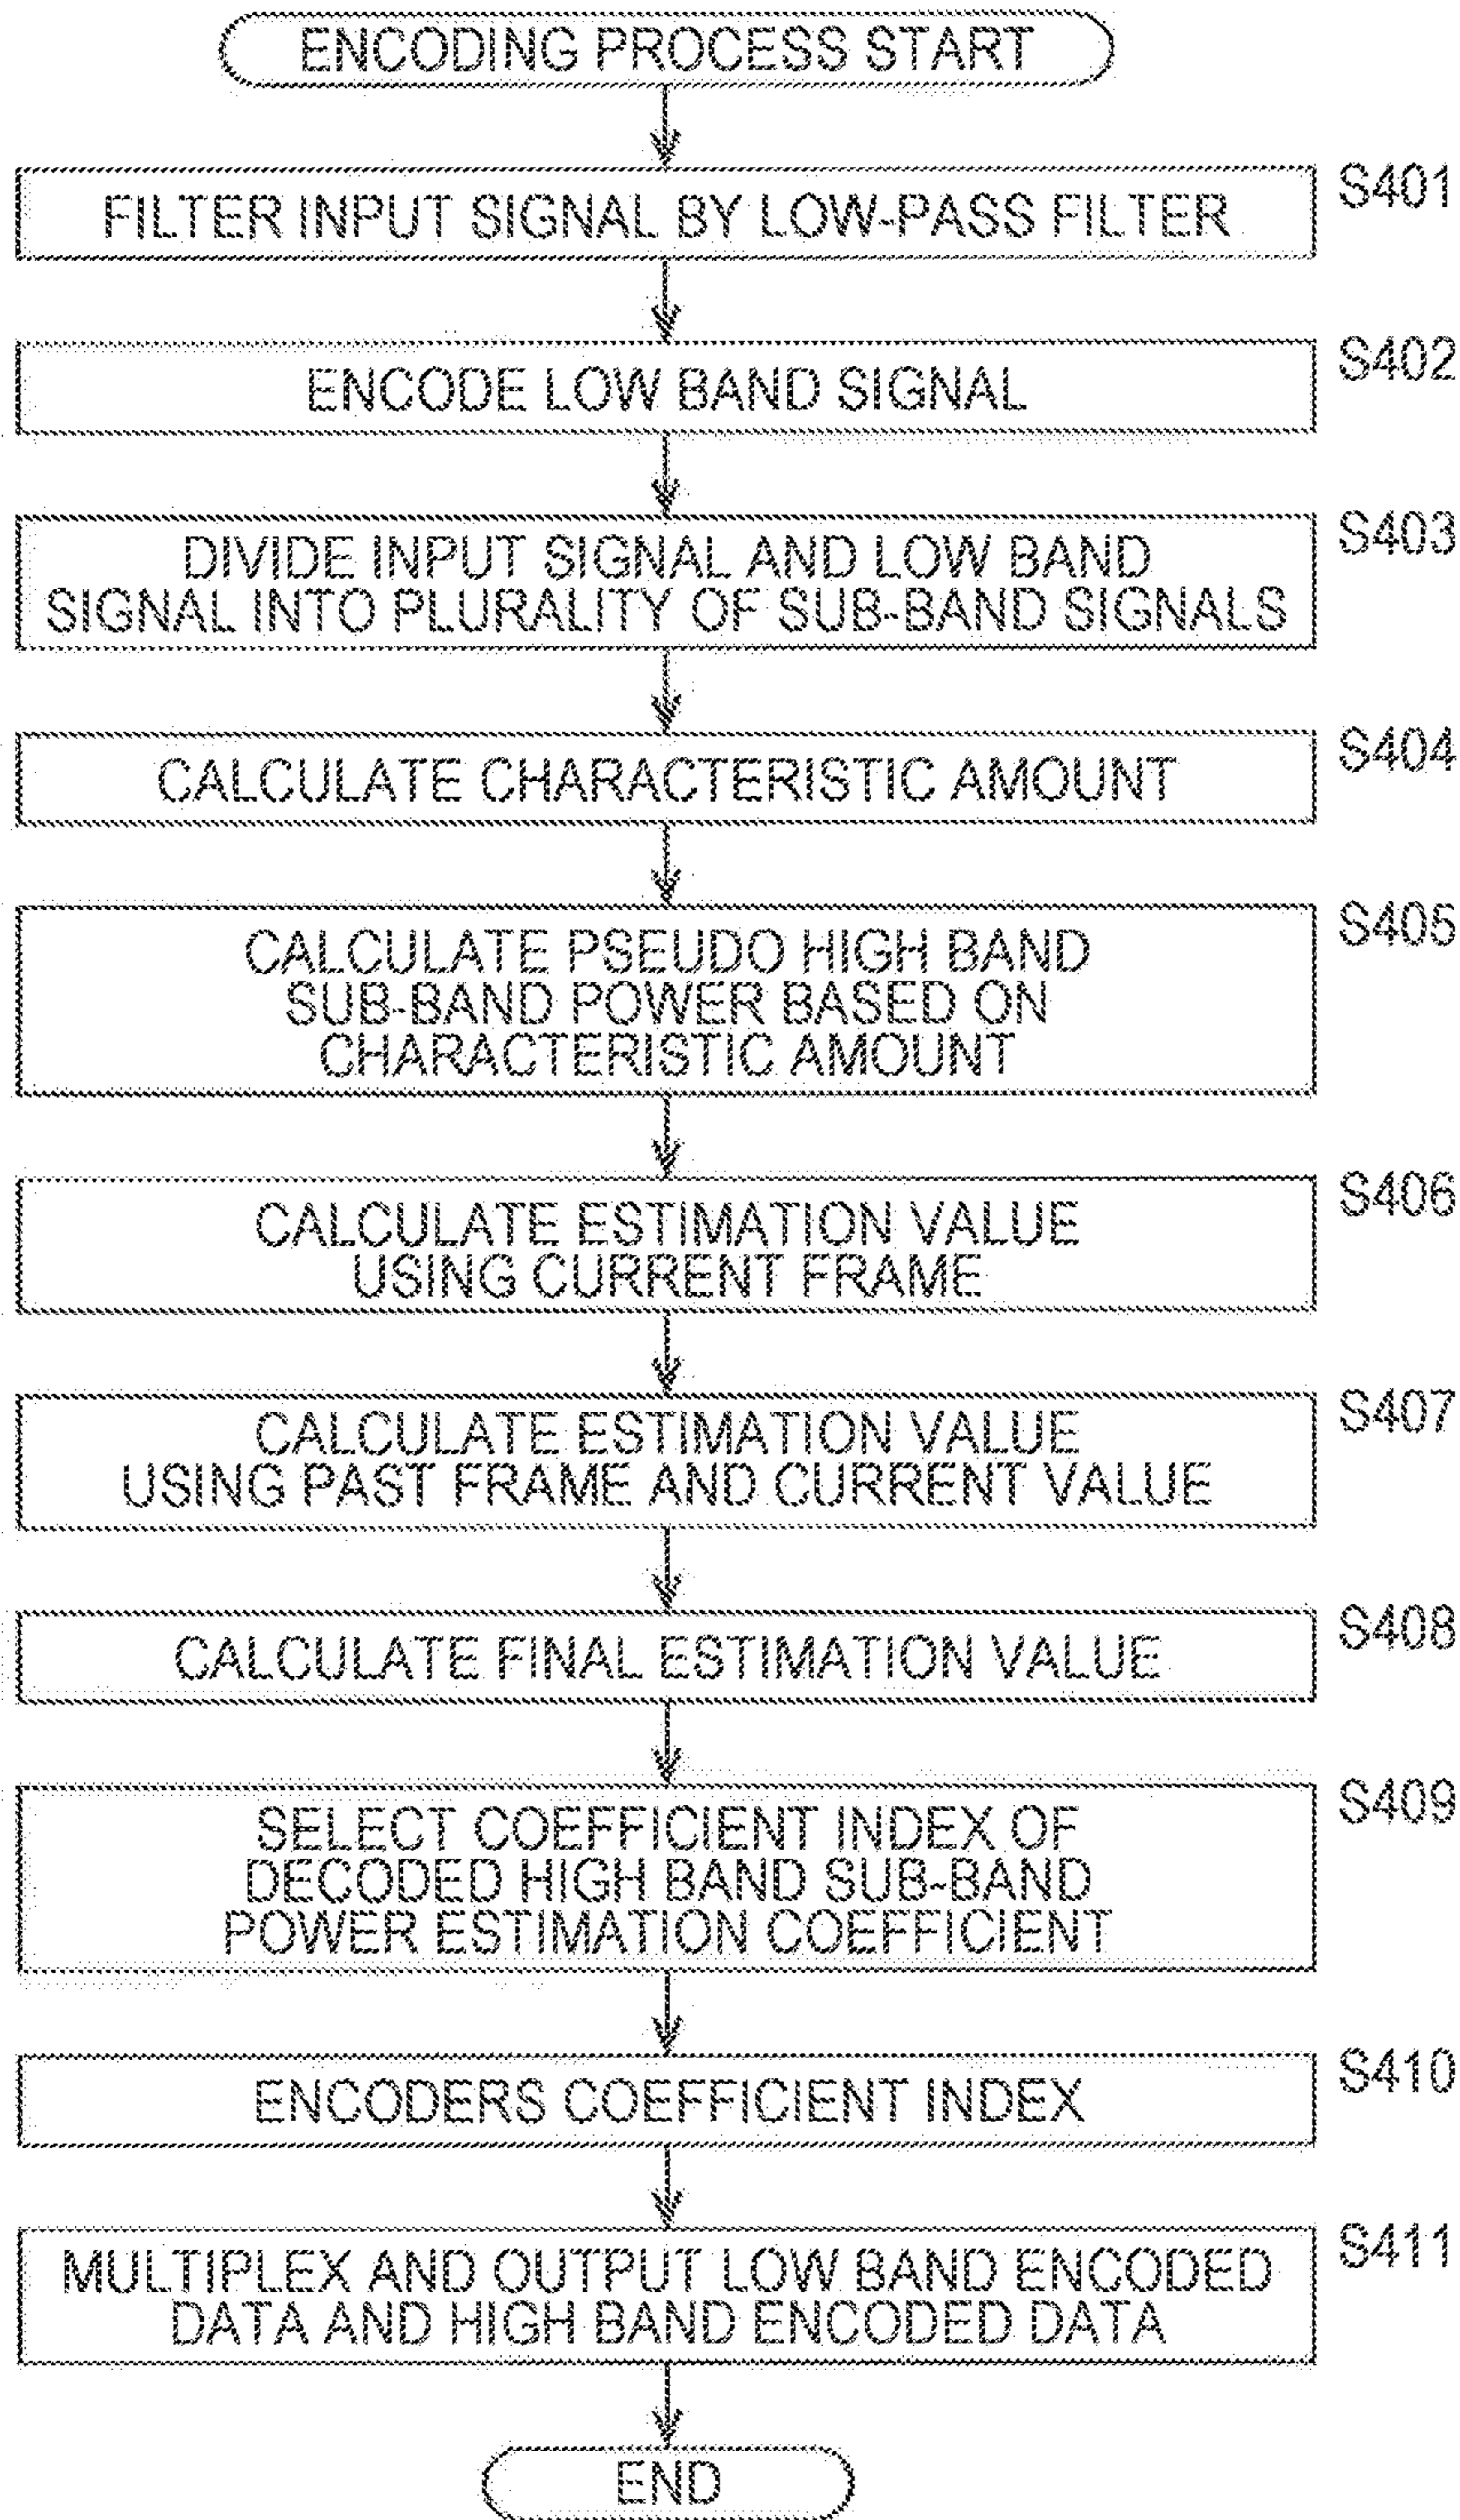 ENCODING PROCESS START
FILTER INPUT SIGNAL BY LOW-PASS FILTER
S401
ENCODE LOW BAND SIGNAL
S402
DIVIDE INPUT SIGNAL AND LOW BAND
SIGNAL INTO PLURALITY OF SUB-BAND SIGNALS
S403
CALCULATE CHARACTERISTIC AMOUNT
S404
CALCULATE PSEUDO HIGH BAND
SUB-BAND POWER BASED ON
CHARACTERISTIC AMOUNT
S405
CALCULATE ESTIMATION VALUE
USING CURRENT FRAME
S406
CALCULATE ESTIMATION VALUE
USING PAST FRAME AND CURRENT VALUE
S407
CALCULATE FINAL ESTIMATION VALUE
S408
SELECT COEFFICIENT INDEX OF
DECODED HIGH BAND SUB-BAND
POWER ESTIMATION COEFFICIENT
S409
ENCODERS COEFFICIENT INDEX
S410
MULTIPLEX AND OUTPUT LOW BAND ENCODED
DATA AND HIGH BAND ENCODED DATA
S411
END